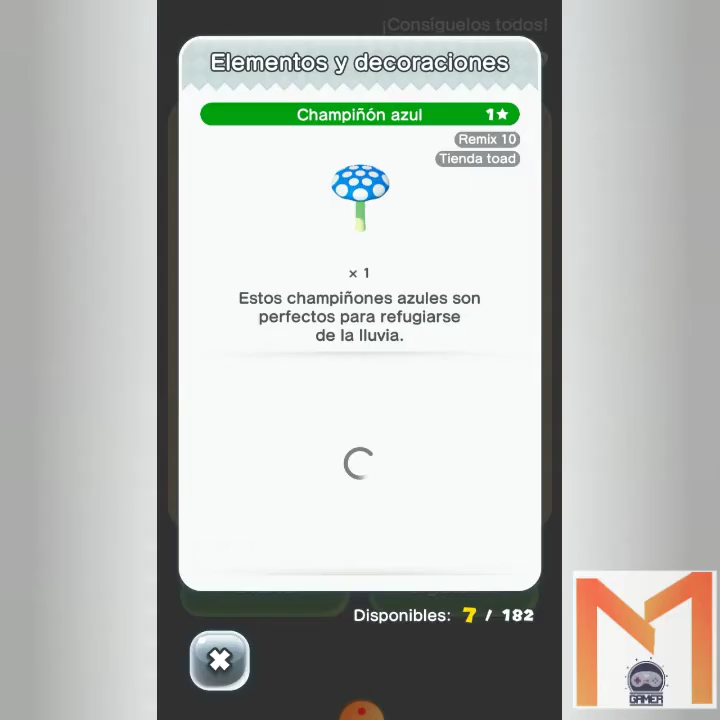 ¡Consíguelos todos!
Elementos y decoraciones
Champiñón azul 1★
Remix 10
Tienda toad
× 1
Estos champiñones azules son
perfectos para refugiarse
de la lluvia.
Disponibles: 7 / 182
GAMER